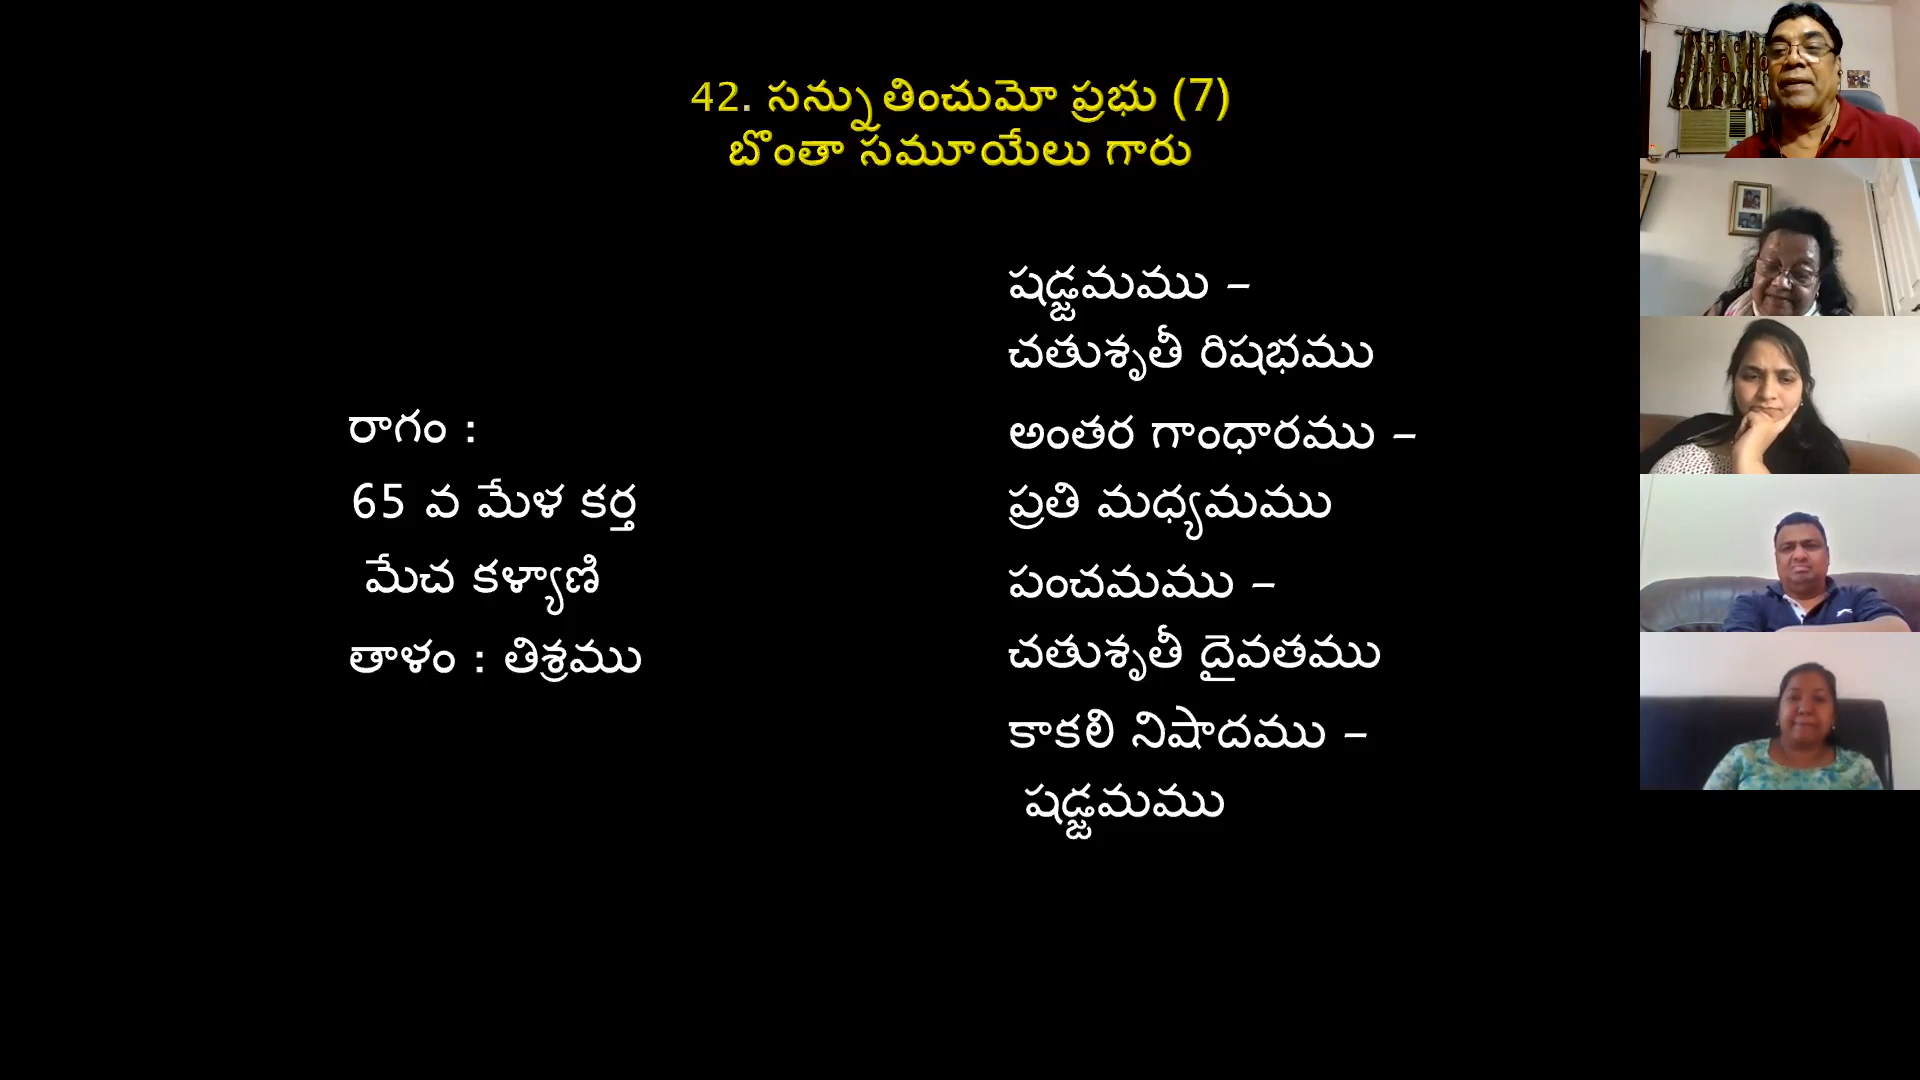 42. సన్నుతించుమో ప్రభు (7)
బొంతా సమూయేలు గారు
రాగం :
65 వ మేళ కర్త
మేచ కళ్యాణి
తాళం : తిశ్రము
షడ్జమము –
చతుశృతీ రిషభము
అంతర గాంధారము –
ప్రతి మధ్యమము
పంచమము –
చతుశృతీ దైవతము
కాకలి నిషాదము –
షడ్జమము